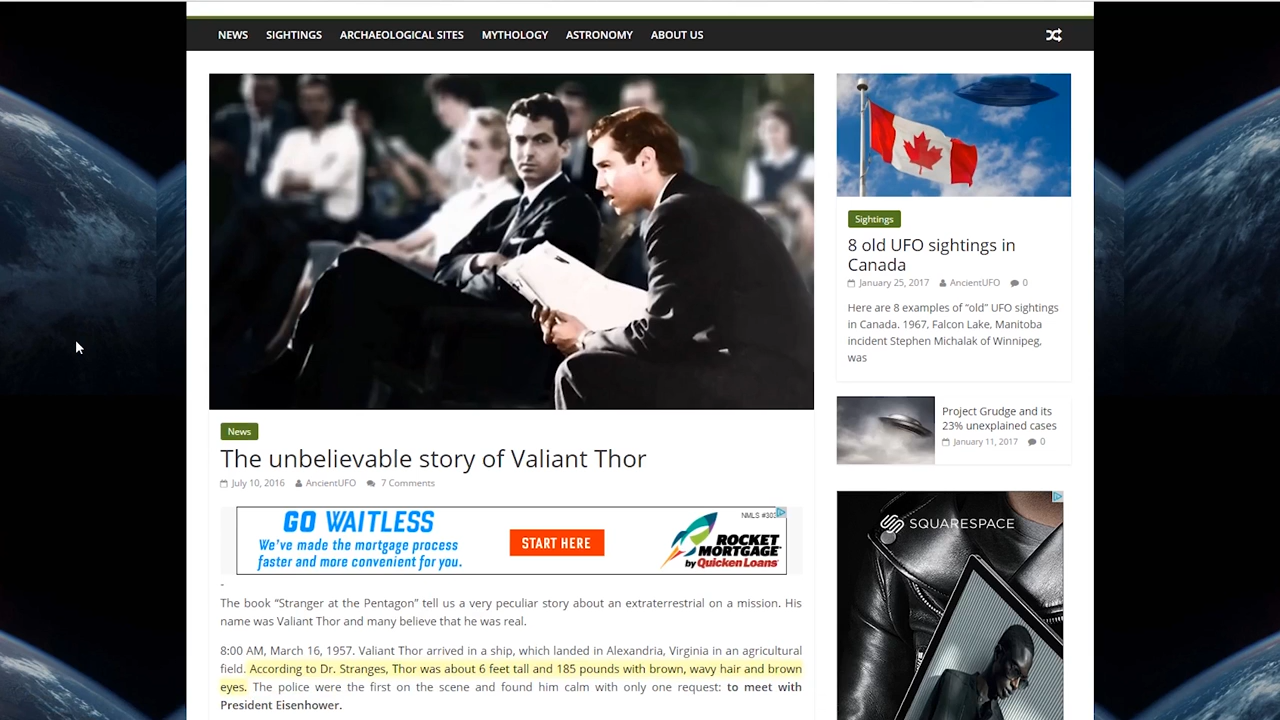 NEWS SIGHTINGS ARCHAEOLOGICAL SITES MYTHOLOGY ASTRONOMY ABOUT US
News
The unbelievable story of Valiant Thor
July 10, 2016 AncientUFO 7 Comments
GO WAITLESS
We've made the mortgage process
faster and more convenient for you.
START HERE
ROCKET
MORTGAGE
by Quicken Loans
-
The book “Stranger at the Pentagon” tell us a very peculiar story about an extraterrestrial on a mission. His
name was Valiant Thor and many believe that he was real.
8:00 AM, March 16, 1957. Valiant Thor arrived in a ship, which landed in Alexandria, Virginia in an agricultural
field. According to Dr. Stranges, Thor was about 6 feet tall and 185 pounds with brown, wavy hair and brown
eyes. The police were the first on the scene and found him calm with only one request: to meet with
President Eisenhower.
Sightings
8 old UFO sightings in
Canada
January 25, 2017 AncientUFO 0
Here are 8 examples of “old” UFO sightings
in Canada. 1967, Falcon Lake, Manitoba
incident Stephen Michalak of Winnipeg,
was
Project Grudge and its
23% unexplained cases
January 11, 2017 0
SQUARESPACE